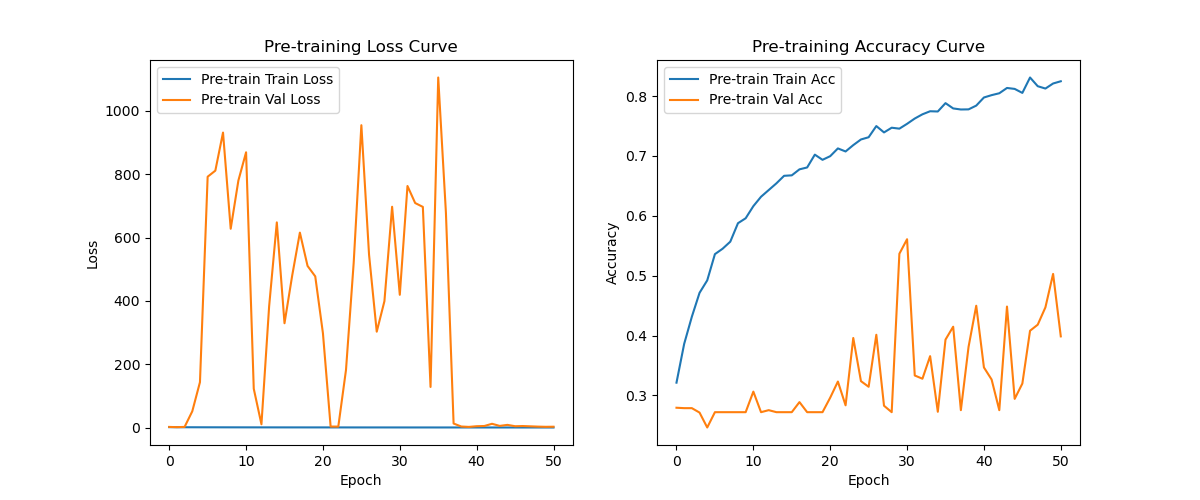 Pre-training Loss Curve
Pre-train Train Loss
Pre-train Val Loss
Loss
1000
800
600
400
200
0
0 10 20 30 40 50
Epoch
Pre-training Accuracy Curve
Pre-train Train Acc
Pre-train Val Acc
Accuracy
0.8
0.7
0.6
0.5
0.4
0.3
0 10 20 30 40 50
Epoch